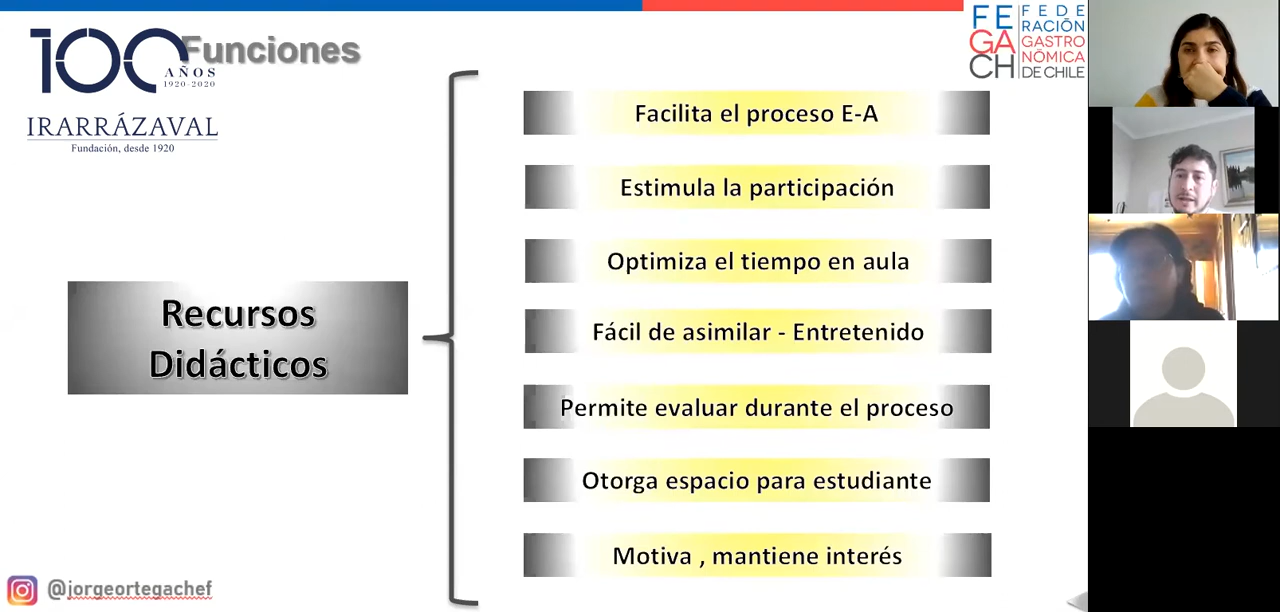 100
AÑOS
1920-2020
IRARRÁZAVAL
Fundación, desde 1920
Funciones
FE
GA
CH
FEDE
RACIÓN
GASTRO
NÓMICA
DE CHILE
Recursos
Didácticos
Facilita el proceso E-A
Estimula la participación
Optimiza el tiempo en aula
Fácil de asimilar - Entretenido
Permite evaluar durante el proceso
Otorga espacio para estudiante
Motiva , mantiene interés
@jorgeortegachef